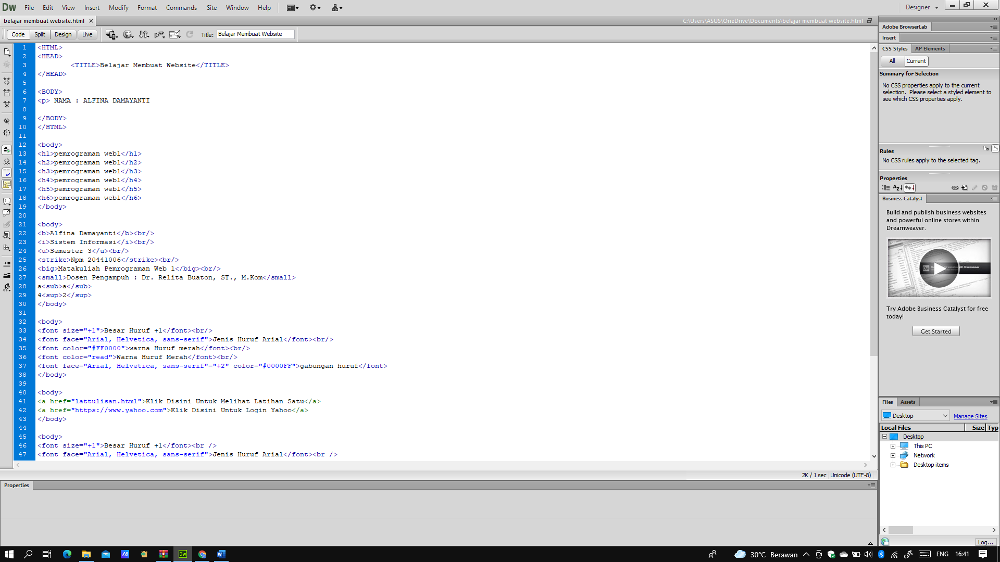 Dw File Edit View Insert Modify Format Commands Site Window Help Designer
belajar membuat website.html C:\Users\ASUS\OneDrive\Documents\belajar membuat website.html
Code Split Design Live Title: Belajar Membuat Website
1 <HTML>
2 <HEAD>
3 <TITLE>Belajar Membuat Website</TITLE>
4 </HEAD>
5
6 <BODY>
7 <p> NAMA : ALFINA DAMAYANTI
8
9 </BODY>
10 </HTML>
11
12 <body>
13 <h1>pemrograman web1</h1>
14 <h2>pemrograman web1</h2>
15 <h3>pemrograman web1</h3>
16 <h4>pemrograman web1</h4>
17 <h5>pemrograman web1</h5>
18 <h6>pemrograman web1</h6>
19 </body>
20
21 <body>
22 <b>Alfina Damayanti</b><br/>
23 <i>Sistem Informasi</i><br/>
24 <u>Semester 3</u><br/>
25 <strike>Npm 20441006</strike><br/>
26 <big>Matakuliah Pemrograman Web 1</big><br/>
27 <small>Dosen Pengampuh : Dr. Relita Buaton, ST., M.Kom</small>
28 a<sub>a</sub>
29 4<sup>2</sup>
30 </body>
31
32 <body>
33 <font size="+1">Besar Huruf +1</font><br/>
34 <font face="Arial, Helvetica, sans-serif">Jenis Huruf Arial</font><br/>
35 <font color="#FF0000">warna Huruf merah</font><br/>
36 <font color="read">Warna Huruf Merah</font><br/>
37 <font face="Arial, Helvetica, sans-serif"="+2" color="#0000FF">gabungan huruf</font>
38 </body>
39
40 <body>
41 <a href="lattulisan.html">Klik Disini Untuk Melihat Latihan Satu</a>
42 <a href="https://www.yahoo.com">Klik Disini Untuk Login Yahoo</a>
43 </body>
44
45 <body>
46 <font size="+1">Besar Huruf +1</font><br />
47 <font face="Arial, Helvetica, sans-serif">Jenis Huruf Arial</font><br />
2K / 1 sec Unicode (UTF-8)
Properties
Adobe BrowserLab
Insert
CSS Styles AP Elements
All Current
Summary for Selection
No CSS properties apply to the current
selection. Please select a styled element to
see which CSS properties apply.
Rules
No CSS rules apply to the selected tag.
Properties
Business Catalyst
Build and publish business websites
and powerful online stores within
Dreamweaver.
Try Adobe Business Catalyst for free
today!
Get Started
Files Assets
Desktop Manage Sites
Local Files Size Typ
Desktop
This PC
Network
Desktop items
Log...
30°C Berawan ENG 16:41